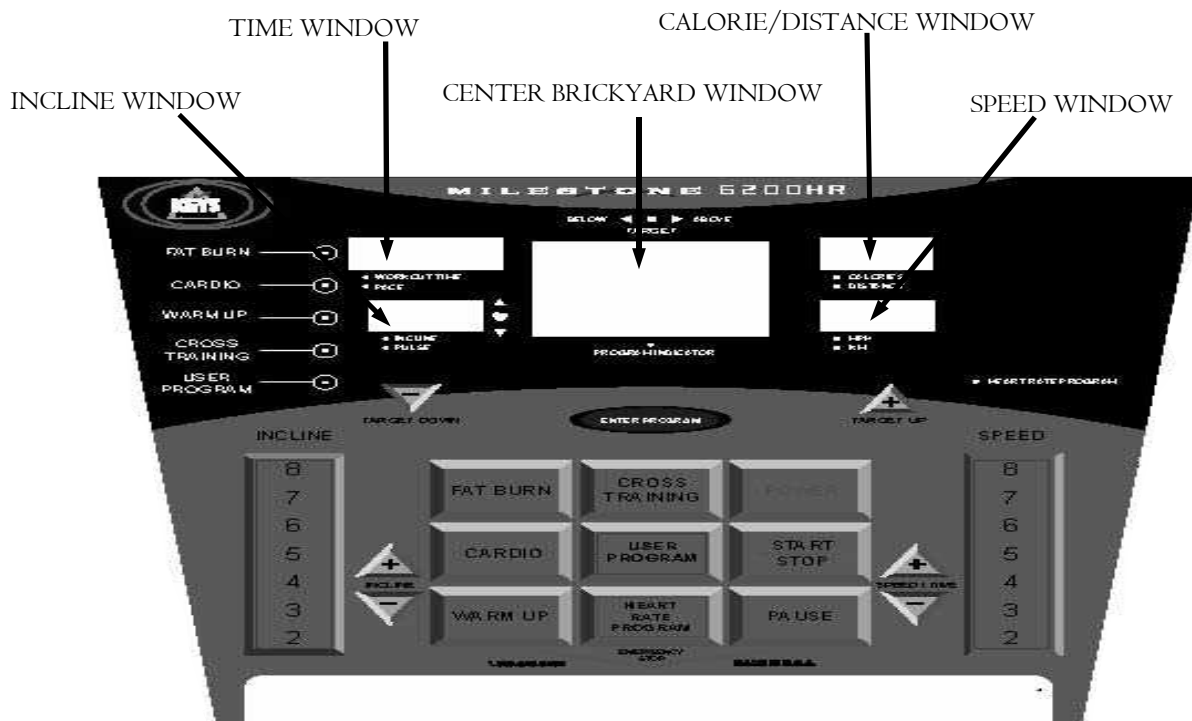 TIME WINDOW
CALORIE/DISTANCE WINDOW
INCLINE WINDOW
CENTER BRICKYARD WINDOW
SPEED WINDOW
MILESTONE 6200HR
KEYS
BELOW ABOVE
TARGET
FAT BURN
CARDIO
WARM UP
CROSS
TRAINING
USER
PROGRAM
WORKOUT TIME
PACE
INCLINE
PULSE
PROGRAM INDICATOR
CALORIES
DISTANCE
MPH
HEART RATE PROGRAM
TARGET DOWN
ENTER PROGRAM
TARGET UP
INCLINE
8
7
6
5
4
3
2
+
INCLINE
-
FAT BURN
CROSS
TRAINING
POWER
CARDIO
USER
PROGRAM
START
STOP
WARM UP
HEART
RATE
PROGRAM
PAUSE
EMERGENCY
STOP
+
-
SPEED
8
7
6
5
4
3
2